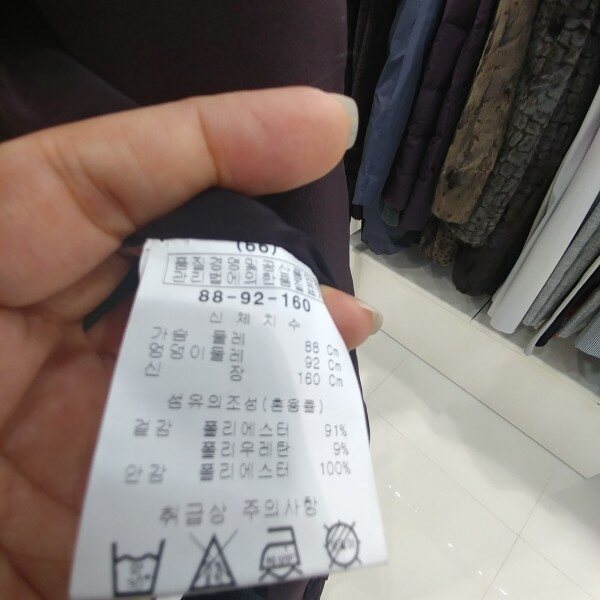 (66)
88-92-160
신체치수
가슴둘레 88 Cm
엉덩이둘레 92 Cm
신장 160 Cm
섬유의조성(혼용률)
겉감 폴리에스터 91%
폴리우레탄 9%
안감 폴리에스터 100%
취급상 주의사항